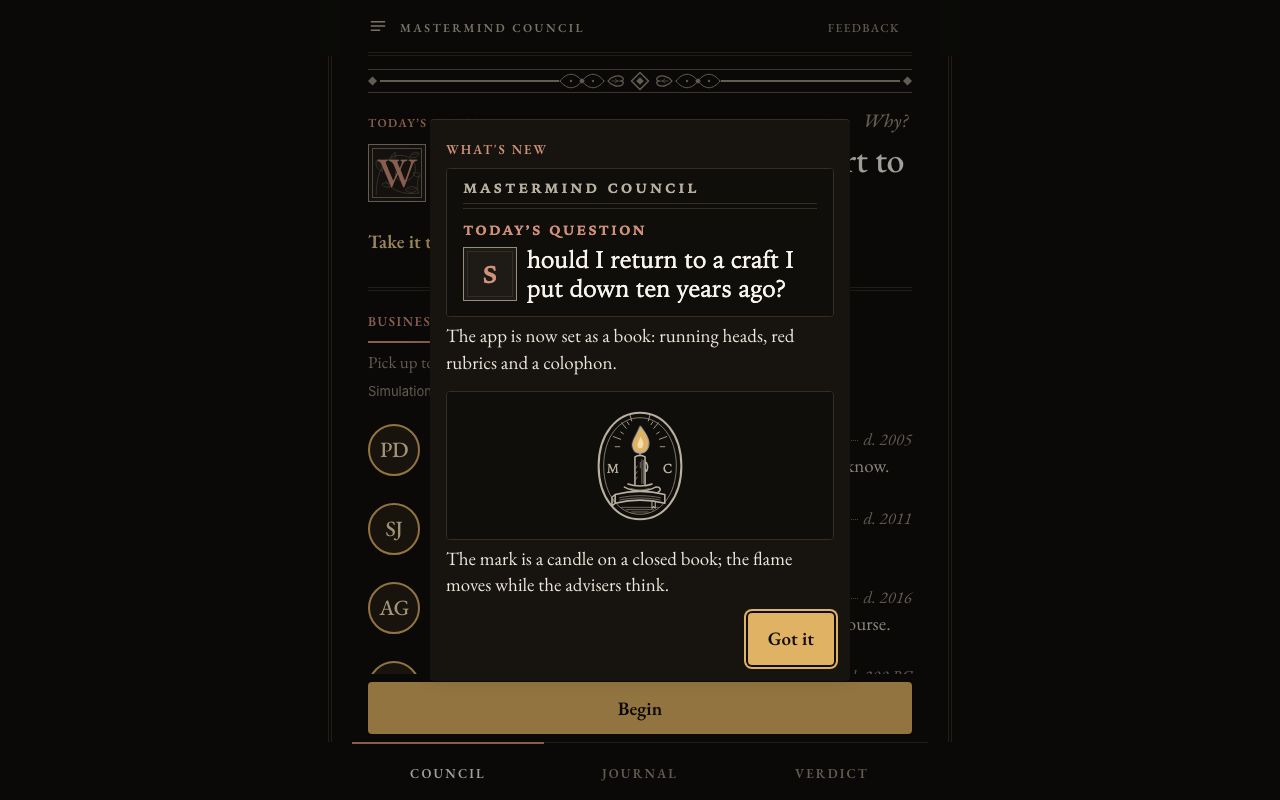 MASTERMIND COUNCIL
FEEDBACK
TODAY'S
Why?
W
rt to
Take it t
WHAT'S NEW
MASTERMIND COUNCIL
TODAY'S QUESTION
S
hould I return to a craft I
put down ten years ago?
The app is now set as a book: running heads, red
rubrics and a colophon.
M C
The mark is a candle on a closed book; the flame
moves while the advisers think.
Got it
BUSINES
Pick up to
Simulation
PD
d. 2005
know.
SJ
d. 2011
AG
d. 2016
ourse.
Begin
COUNCIL
JOURNAL
VERDICT